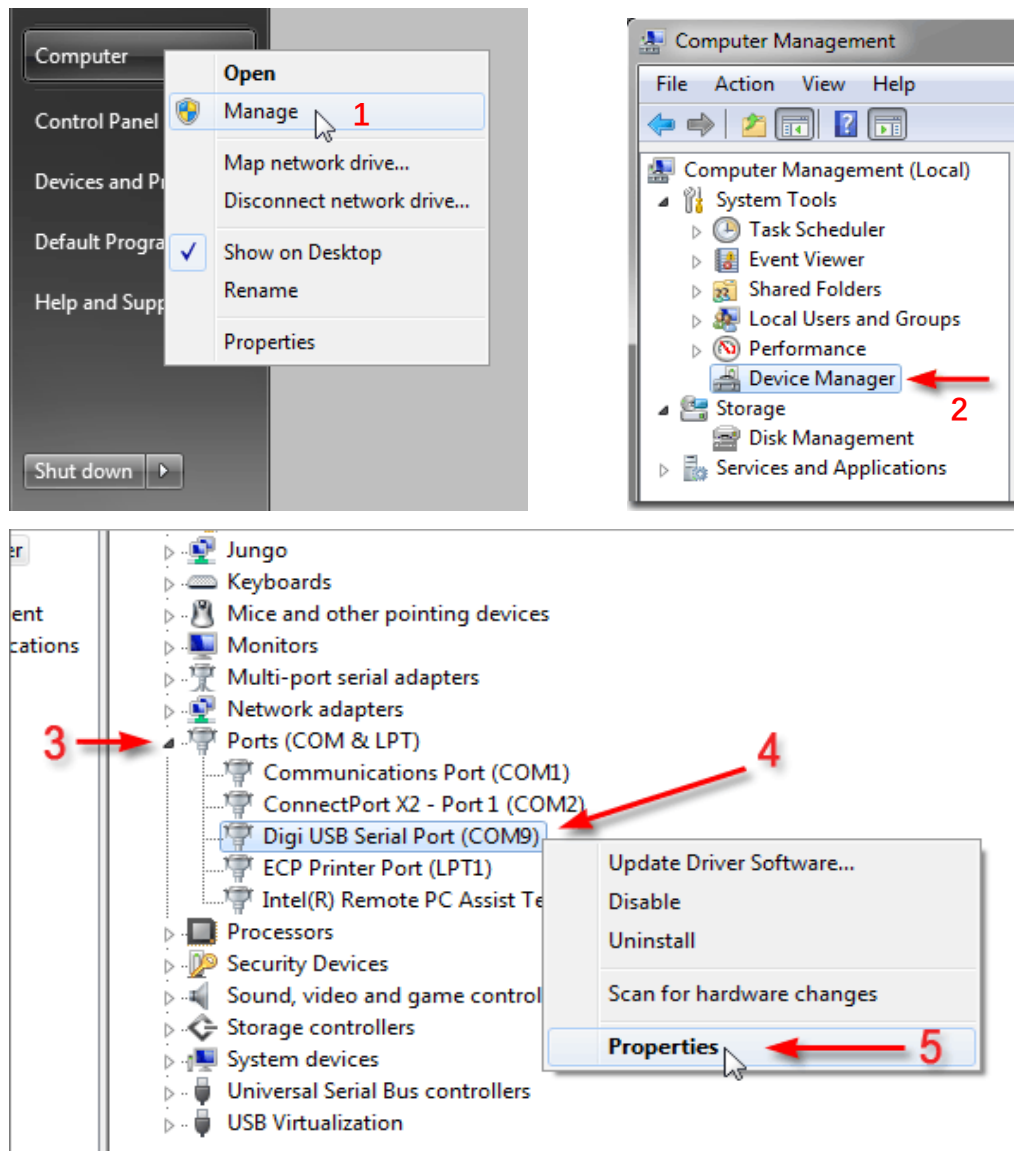 Computer
Control Panel
Devices and Pr
Default Progra
Help and Supp
Shut down
Open
Manage
1
Map network drive...
Disconnect network drive...
Show on Desktop
Rename
Properties
Computer Management
File Action View Help
Computer Management (Local)
System Tools
Task Scheduler
Event Viewer
Shared Folders
Local Users and Groups
Performance
Device Manager
2
Storage
Disk Management
Services and Applications
er
ent
cations
Jungo
Keyboards
Mice and other pointing devices
Monitors
Multi-port serial adapters
Network adapters
3
Ports (COM & LPT)
4
Communications Port (COM1)
ConnectPort X2 - Port 1 (COM2)
Digi USB Serial Port (COM9)
ECP Printer Port (LPT1)
Intel(R) Remote PC Assist Te
Processors
Security Devices
Sound, video and game control
Storage controllers
System devices
Universal Serial Bus controllers
USB Virtualization
Update Driver Software...
Disable
Uninstall
Scan for hardware changes
Properties
5